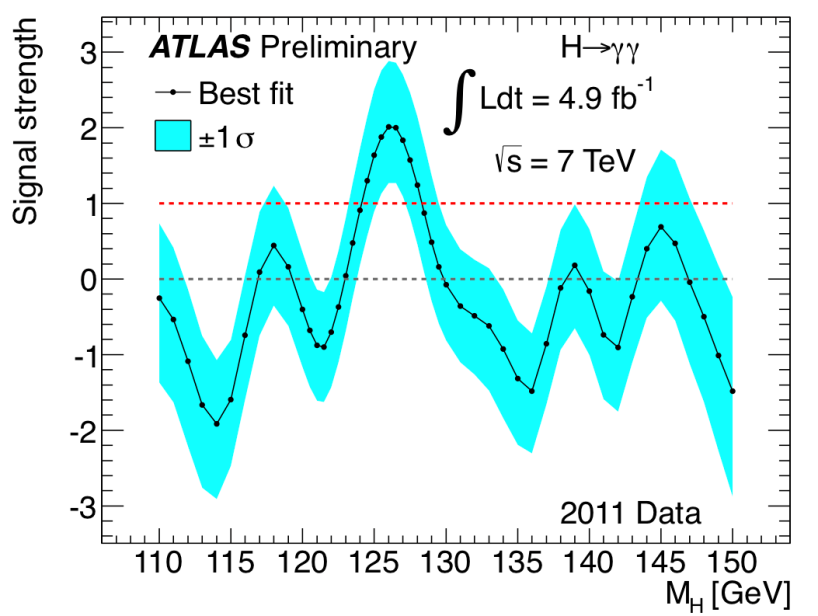 Signal strength
ATLAS Preliminary
H→γγ
Best fit
∫ Ldt = 4.9 fb⁻¹
±1 σ
√s = 7 TeV
3
2
1
0
-1
-2
-3
2011 Data
110 115 120 125 130 135 140 145 150
M_H [GeV]